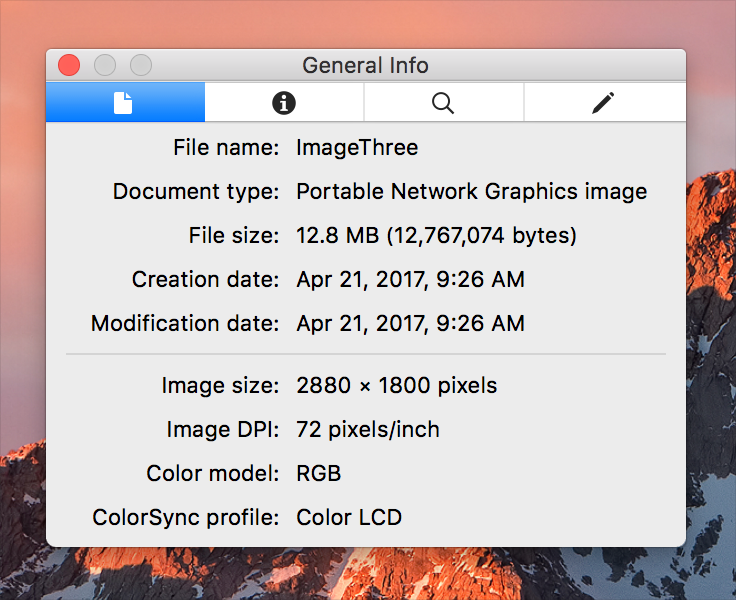 General Info
File name: ImageThree
Document type: Portable Network Graphics image
File size: 12.8 MB (12,767,074 bytes)
Creation date: Apr 21, 2017, 9:26 AM
Modification date: Apr 21, 2017, 9:26 AM
Image size: 2880 × 1800 pixels
Image DPI: 72 pixels/inch
Color model: RGB
ColorSync profile: Color LCD